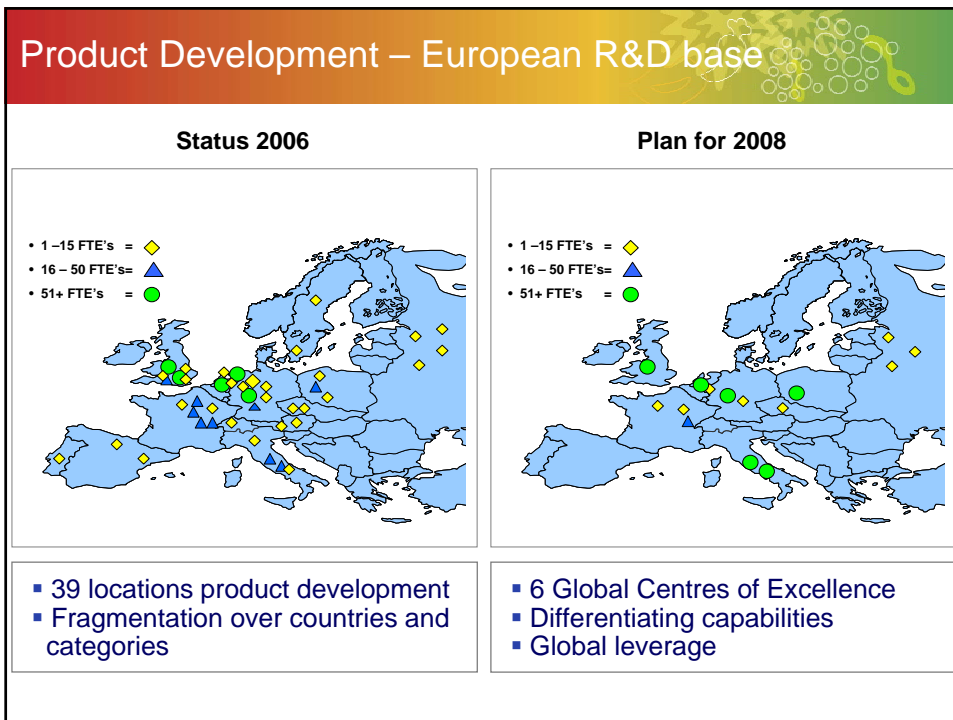 Product Development – European R&D base
Status 2006
• 1 –15 FTE's =
• 16 – 50 FTE's=
• 51+ FTE's =
▪ 39 locations product development
▪ Fragmentation over countries and
categories
Plan for 2008
• 1 –15 FTE's =
• 16 – 50 FTE's=
• 51+ FTE's =
▪ 6 Global Centres of Excellence
▪ Differentiating capabilities
▪ Global leverage